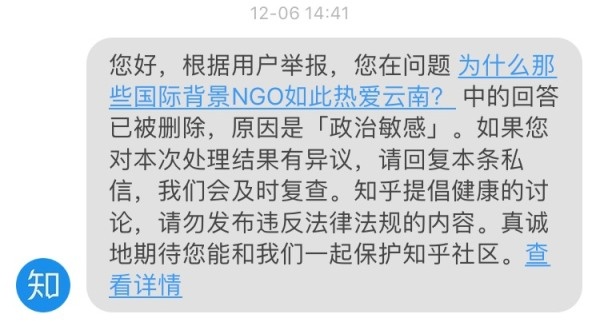 12-06 14:41
您好，根据用户举报，您在问题 为什么那
些国际背景NGO如此热爱云南？ 中的回答
已被删除，原因是「政治敏感」。如果您
对本次处理结果有异议，请回复本条私
信，我们会及时复查。知乎提倡健康的讨
论，请勿发布违反法律法规的内容。真诚
地期待您能和我们一起保护知乎社区。查
看详情
知